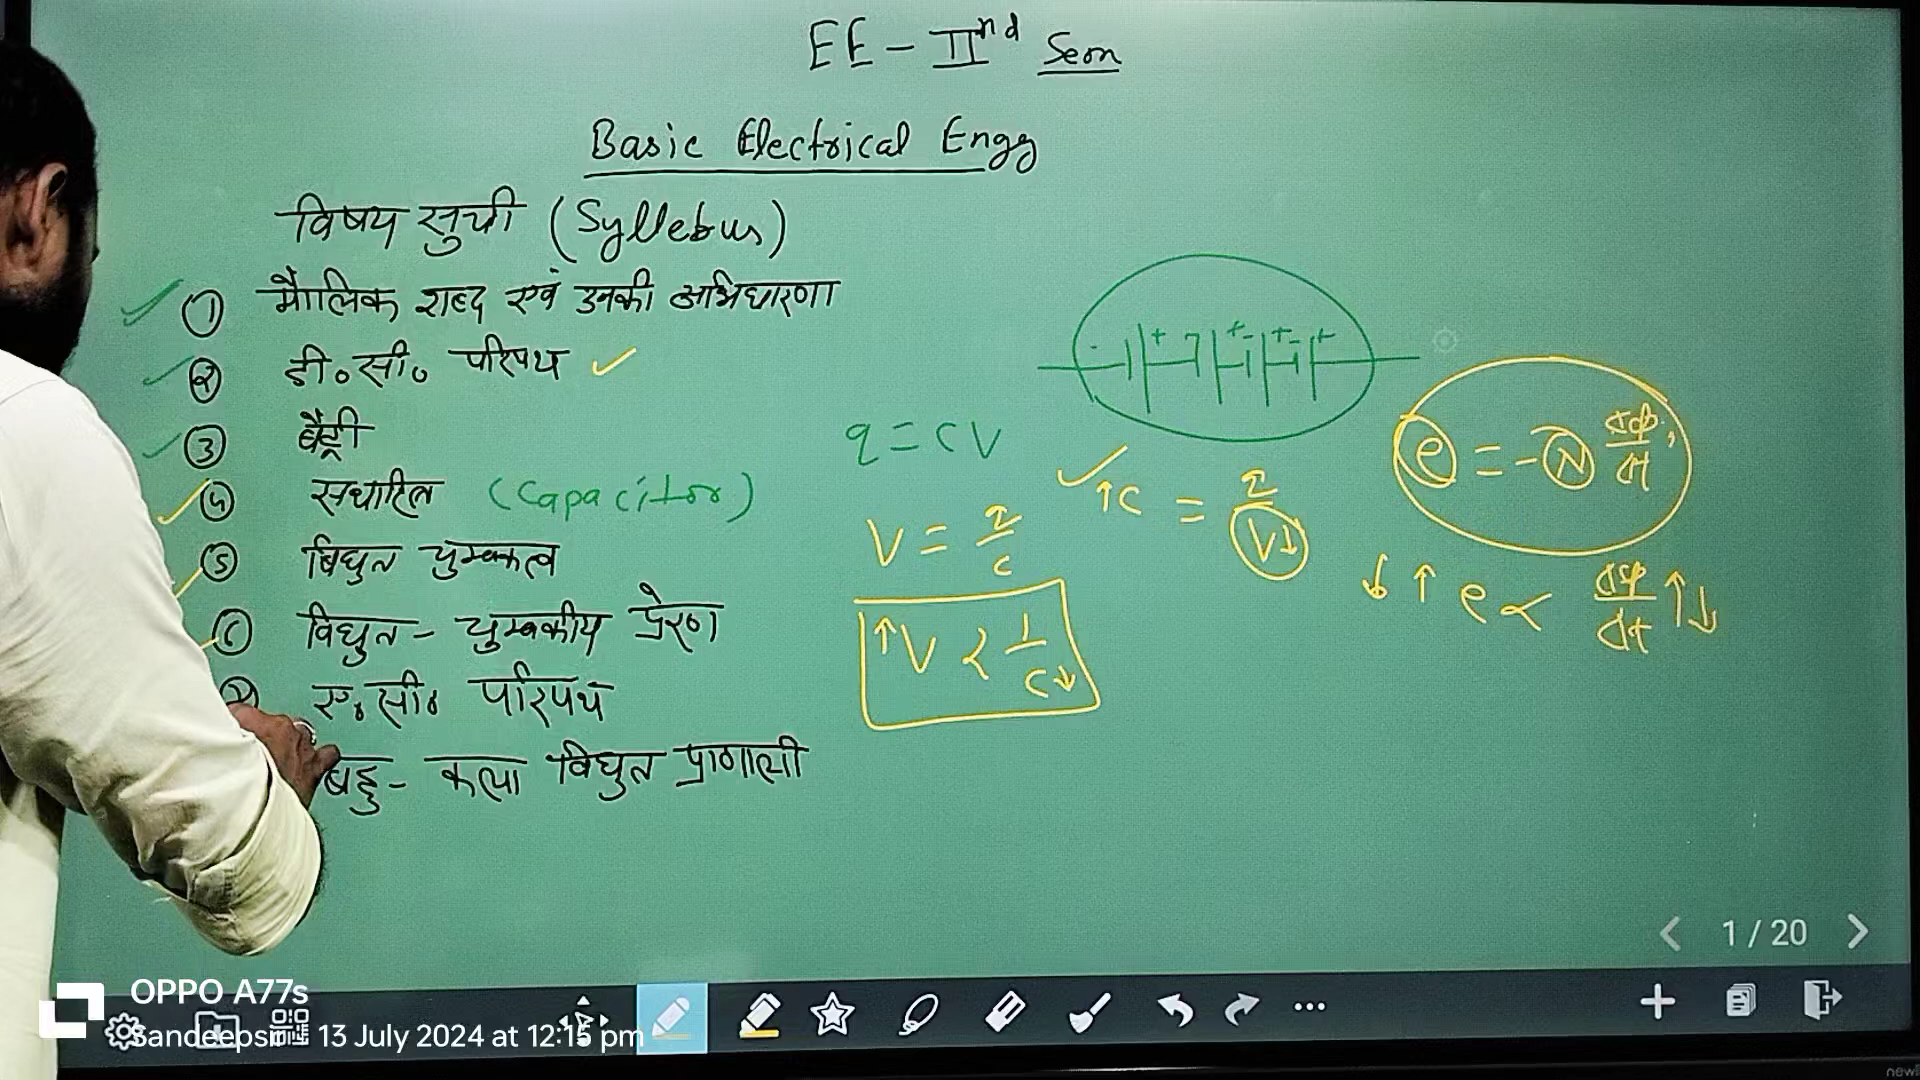 EE - IInd Sem
Basic Electrical Engg
विषय सुची (Syllebus)
① मौलिक शब्द एवं उनकी अभिधारणा
② डी॰सी॰ परिपथ
③ बैट्री
④ संधारित्र (Capacitor)
⑤ बिधुत चुम्बकत्व
⑥ विधुत - चुम्बकीय प्रेरण
ए॰सी॰ परिपथ
बहु - कला विधुत प्रणाली
- + + - + - +
q = CV
V = q/C
↑V ∝ 1/C↓
↑C = q/V↓
e = -N dφ/dt
↓ ↑ e ∝ dφ/dt ↑↓
1 / 20
OPPO A77s
Sandeepsir 13 July 2024 at 12:15 pm